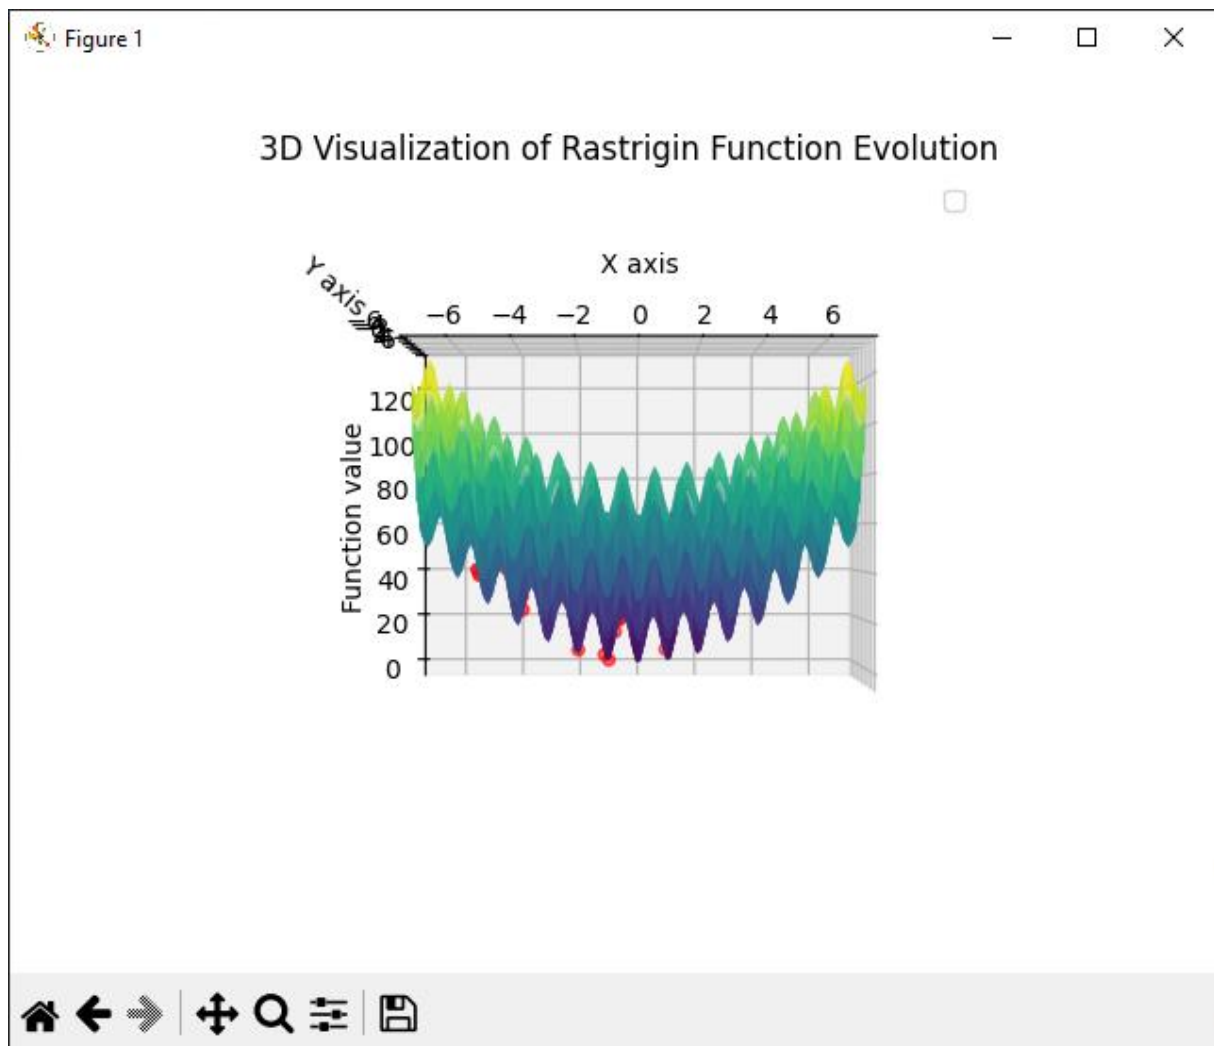 Figure 1
3D Visualization of Rastrigin Function Evolution
X axis
Y axis
−6 −4 −2 0 2 4 6
Function value
120
100
80
60
40
20
0